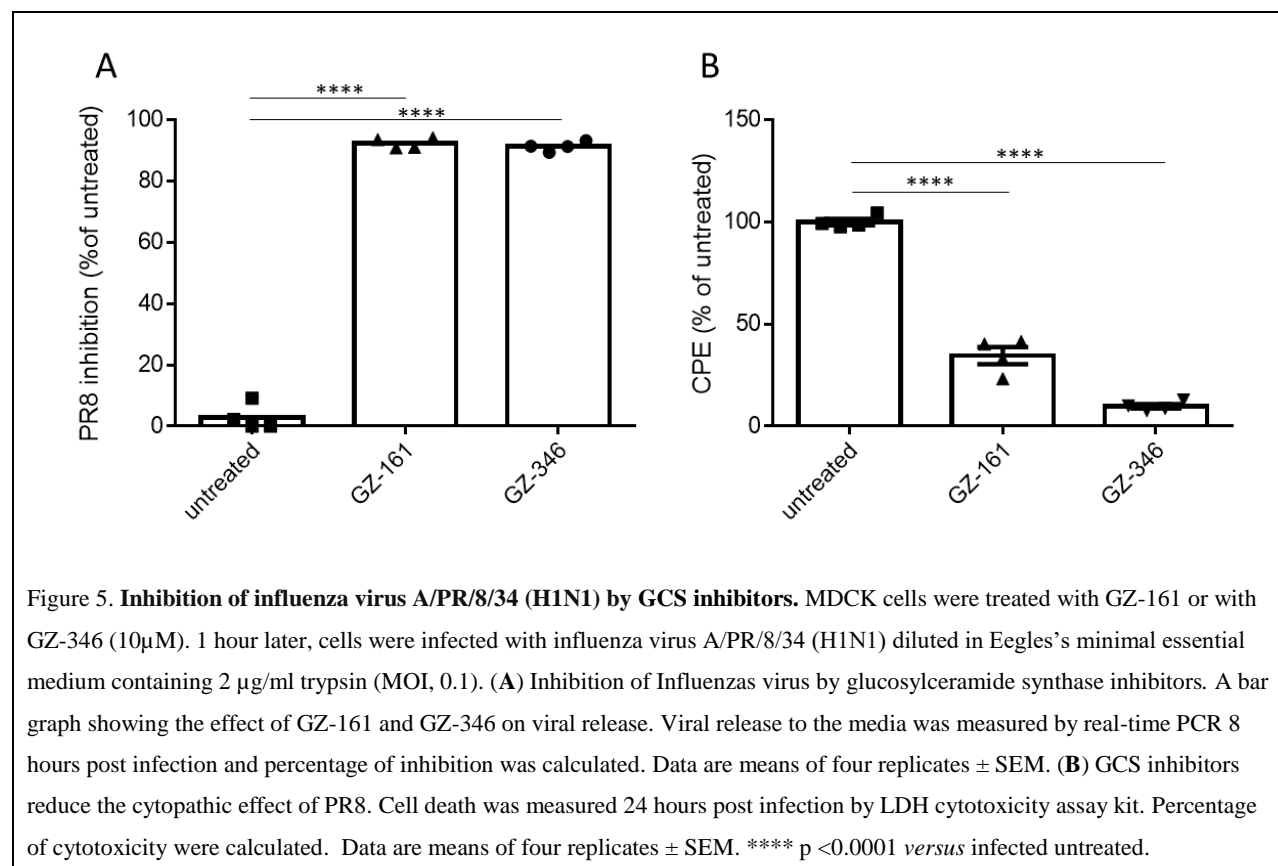 A
****
****
PR8 inhibition (%of untreated)
100
80
60
40
20
0
untreated
GZ-161
GZ-346
B
****
****
CPE (% of untreated)
150
100
50
0
untreated
GZ-161
GZ-346
Figure 5. Inhibition of influenza virus A/PR/8/34 (H1N1) by GCS inhibitors. MDCK cells were treated with GZ-161 or with
GZ-346 (10µM). 1 hour later, cells were infected with influenza virus A/PR/8/34 (H1N1) diluted in Eegles's minimal essential
medium containing 2 µg/ml trypsin (MOI, 0.1). (A) Inhibition of Influenzas virus by glucosylceramide synthase inhibitors. A bar
graph showing the effect of GZ-161 and GZ-346 on viral release. Viral release to the media was measured by real-time PCR 8
hours post infection and percentage of inhibition was calculated. Data are means of four replicates ± SEM. (B) GCS inhibitors
reduce the cytopathic effect of PR8. Cell death was measured 24 hours post infection by LDH cytotoxicity assay kit. Percentage
of cytotoxicity were calculated. Data are means of four replicates ± SEM. **** p <0.0001 versus infected untreated.